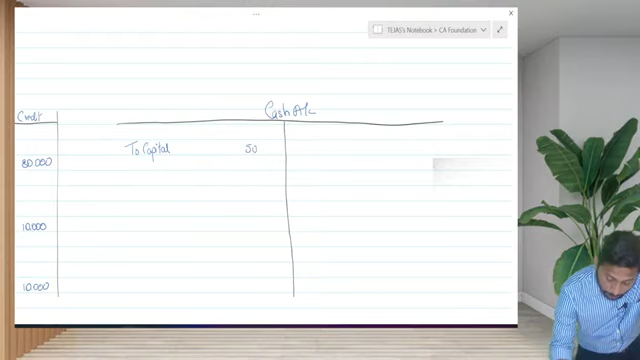 TEJAS's Notebook > CA Foundation
Cash A/c
Credit
To Capital 50
80.000
10.000
10.000